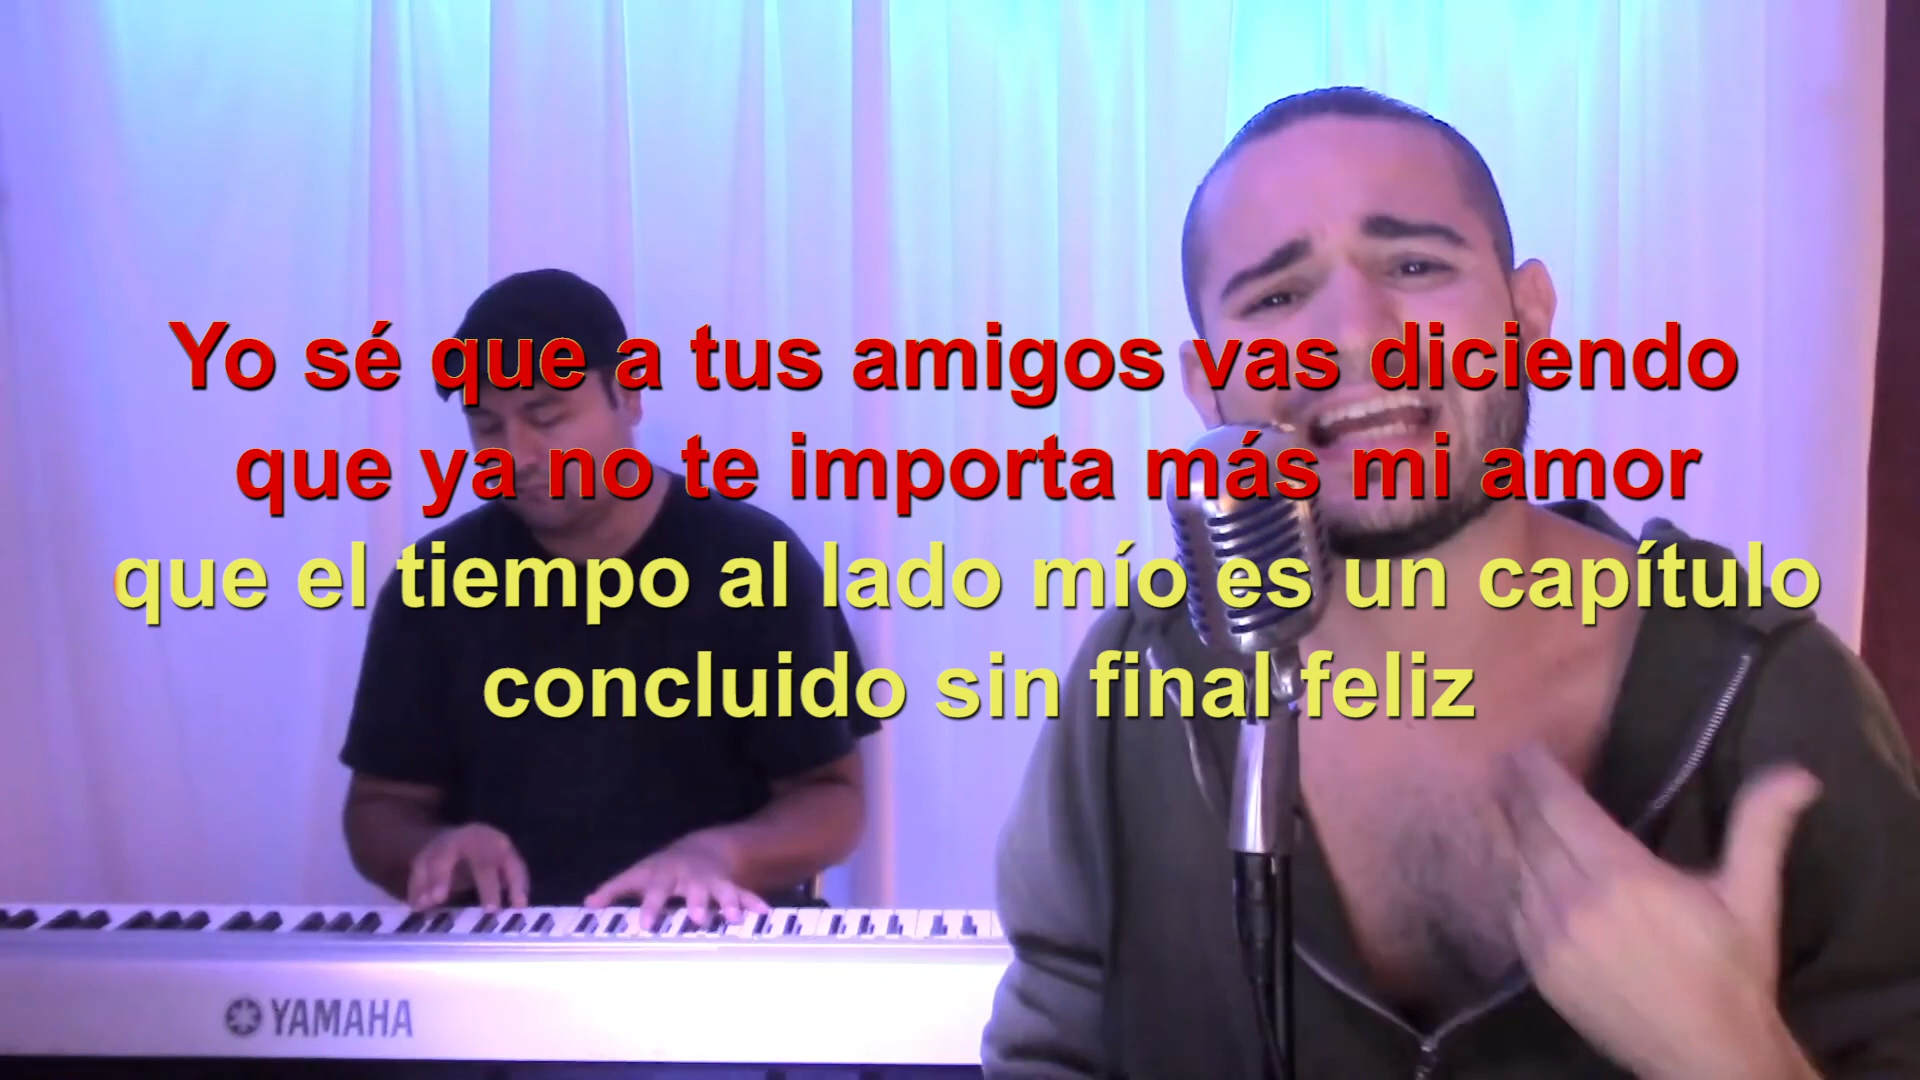 Yo sé que a tus amigos vas diciendo
que ya no te importa más mi amor
que el tiempo al lado mío es un capítulo
concluido sin final feliz
YAMAHA